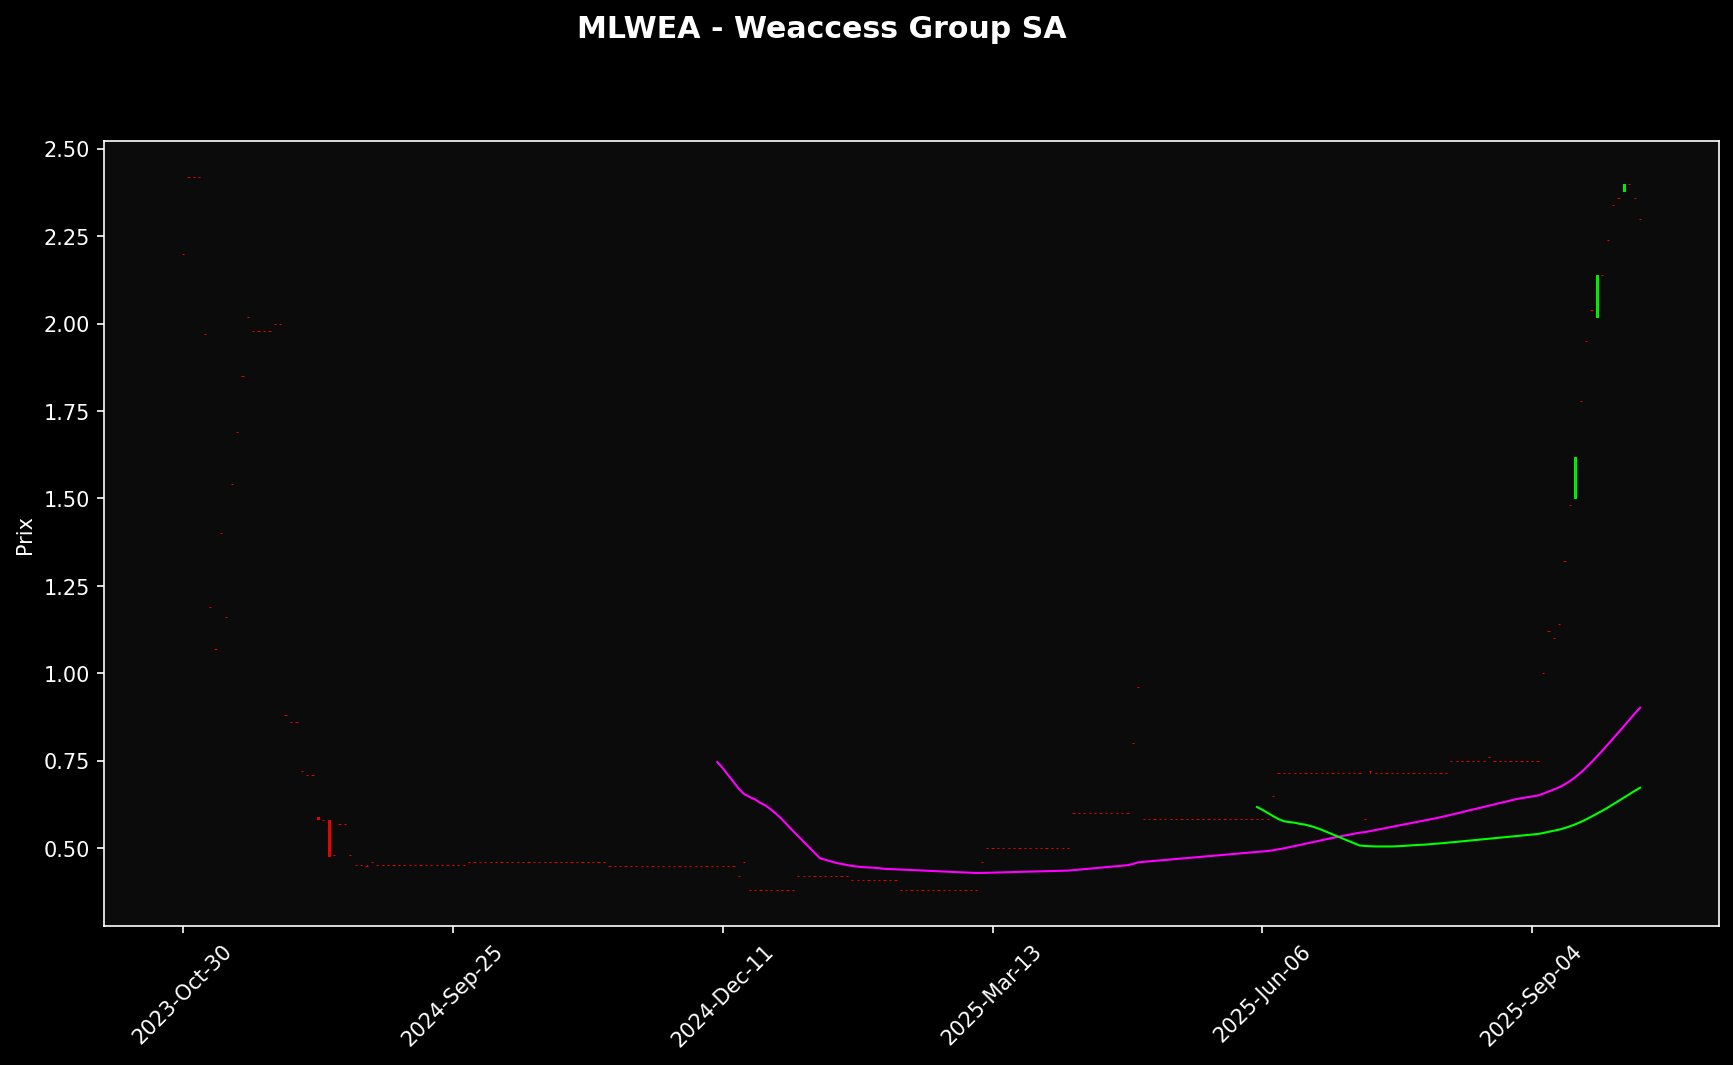 MLWEA - Weaccess Group SA
2.50
2.25
2.00
1.75
1.50
1.25
1.00
0.75
0.50
Prix
2023-Oct-30
2024-Sep-25
2024-Dec-11
2025-Mar-13
2025-Jun-06
2025-Sep-04